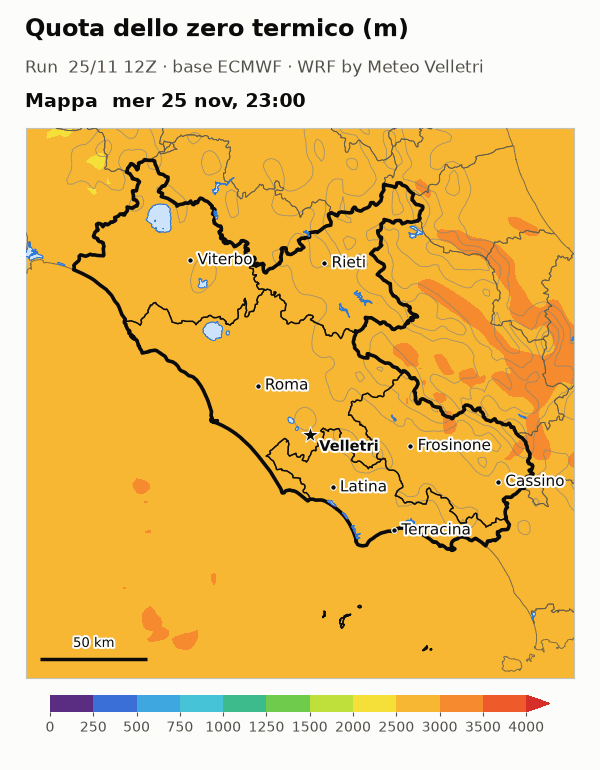 Quota dello zero termico (m)
Run  25/11 12Z · base ECMWF · WRF by Meteo Velletri
Mappa  mer 25 nov, 23:00
Viterbo
Rieti
Roma
Velletri
Frosinone
Cassino
Latina
Terracina
50 km
0 250 500 750 1000 1250 1500 2000 2500 3000 3500 4000